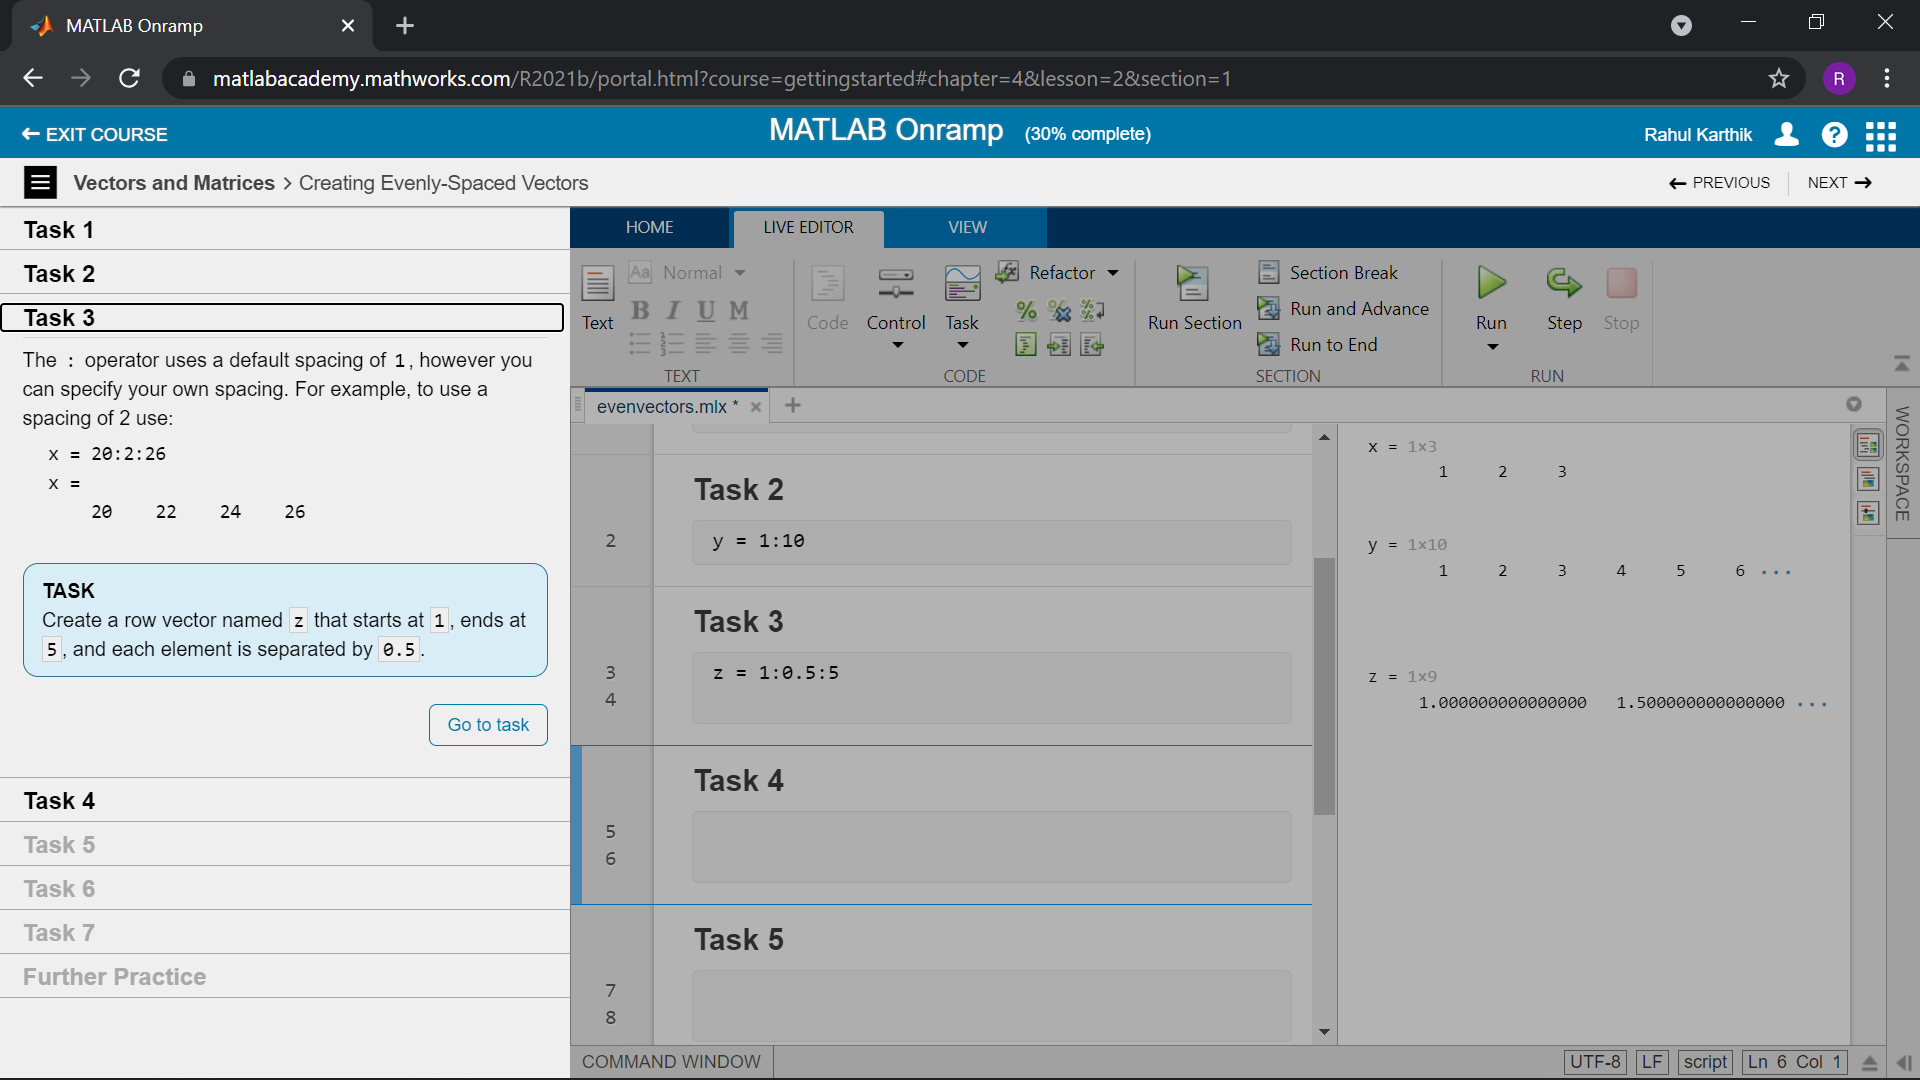 MATLAB Onramp
matlabacademy.mathworks.com/R2021b/portal.html?course=gettingstarted#chapter=4&lesson=2&section=1
R
EXIT COURSE
MATLAB Onramp (30% complete)
Rahul Karthik
?
Vectors and Matrices > Creating Evenly-Spaced Vectors
PREVIOUS
NEXT
Task 1
Task 2
Task 3
The : operator uses a default spacing of 1, however you
can specify your own spacing. For example, to use a
spacing of 2 use:
x = 20:2:26
x =
20 22 24 26
TASK
Create a row vector named z that starts at 1, ends at
5, and each element is separated by 0.5.
Go to task
Task 4
Task 5
Task 6
Task 7
Further Practice
HOME
LIVE EDITOR
VIEW
Text
Aa Normal
B I U M
TEXT
Code
Control
Task
Refactor
CODE
Run Section
Section Break
Run and Advance
Run to End
SECTION
Run
Step
Stop
RUN
evenvectors.mlx *
WORKSPACE
Task 2
2
y = 1:10
Task 3
3
z = 1:0.5:5
4
Task 4
5
6
Task 5
7
8
x = 1×3
1 2 3
y = 1×10
1 2 3 4 5 6 ...
z = 1×9
1.000000000000000 1.500000000000000 ...
COMMAND WINDOW
UTF-8
LF
script
Ln 6 Col 1